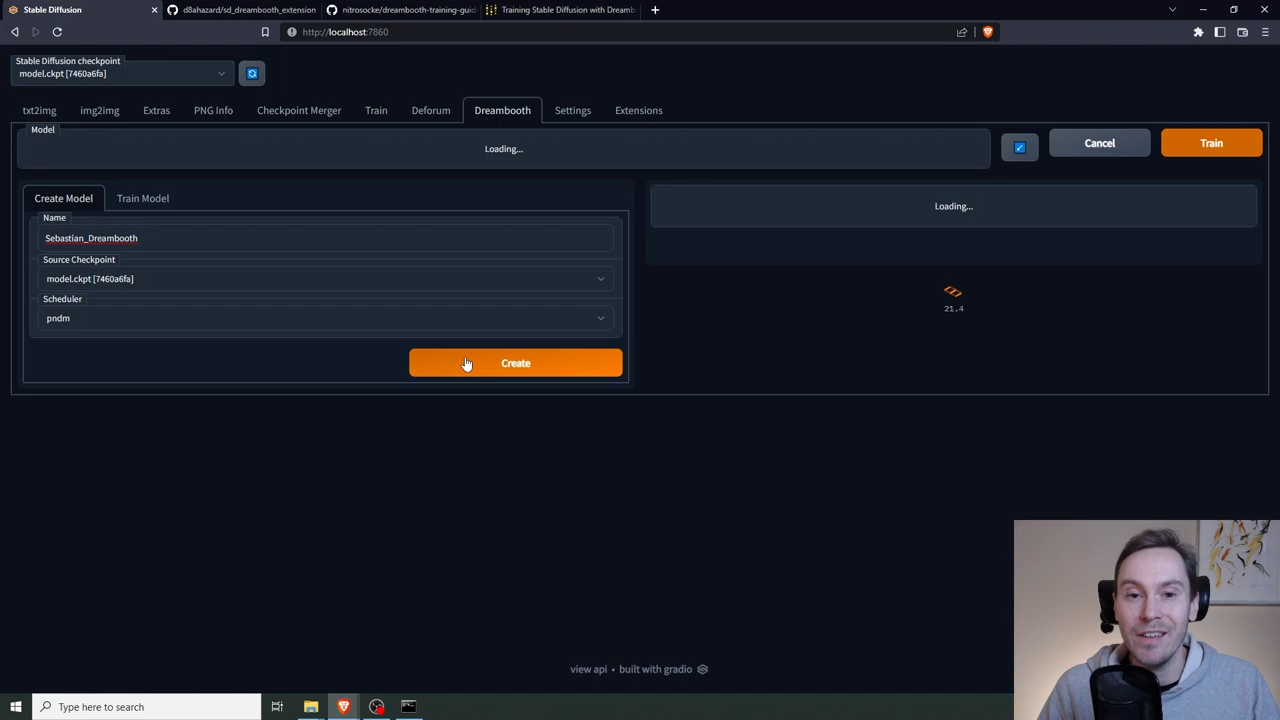 Stable Diffusion
d8ahazard/sd_dreambooth_extension
nitrosocke/dreambooth-training-guid
Training Stable Diffusion with Dreamb
http://localhost:7860
Stable Diffusion checkpoint
model.ckpt [7460a6fa]
txt2img
img2img
Extras
PNG Info
Checkpoint Merger
Train
Deforum
Dreambooth
Settings
Extensions
Model
Loading...
Cancel
Train
Create Model
Train Model
Name
Sebastian_Dreambooth
Source Checkpoint
model.ckpt [7460a6fa]
Scheduler
pndm
Create
Loading...
21.4
view api • built with gradio
Type here to search